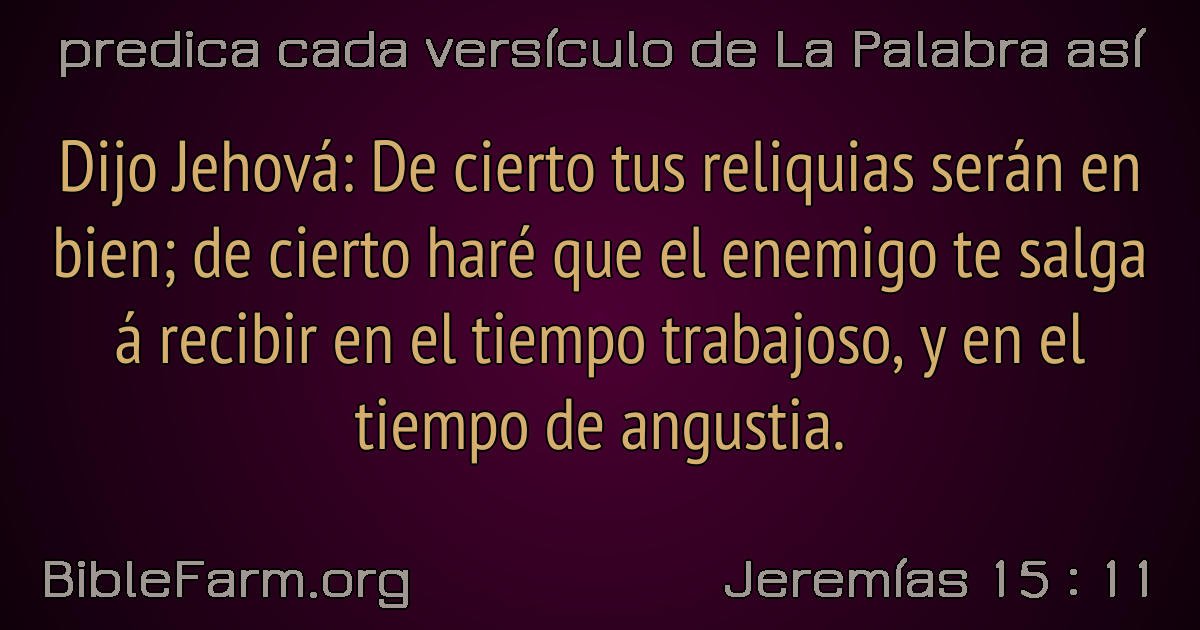 predica cada versículo de La Palabra así
Dijo Jehová: De cierto tus reliquias serán en
bien; de cierto haré que el enemigo te salga
á recibir en el tiempo trabajoso, y en el
tiempo de angustia.
BibleFarm.org
Jeremías 15 : 11